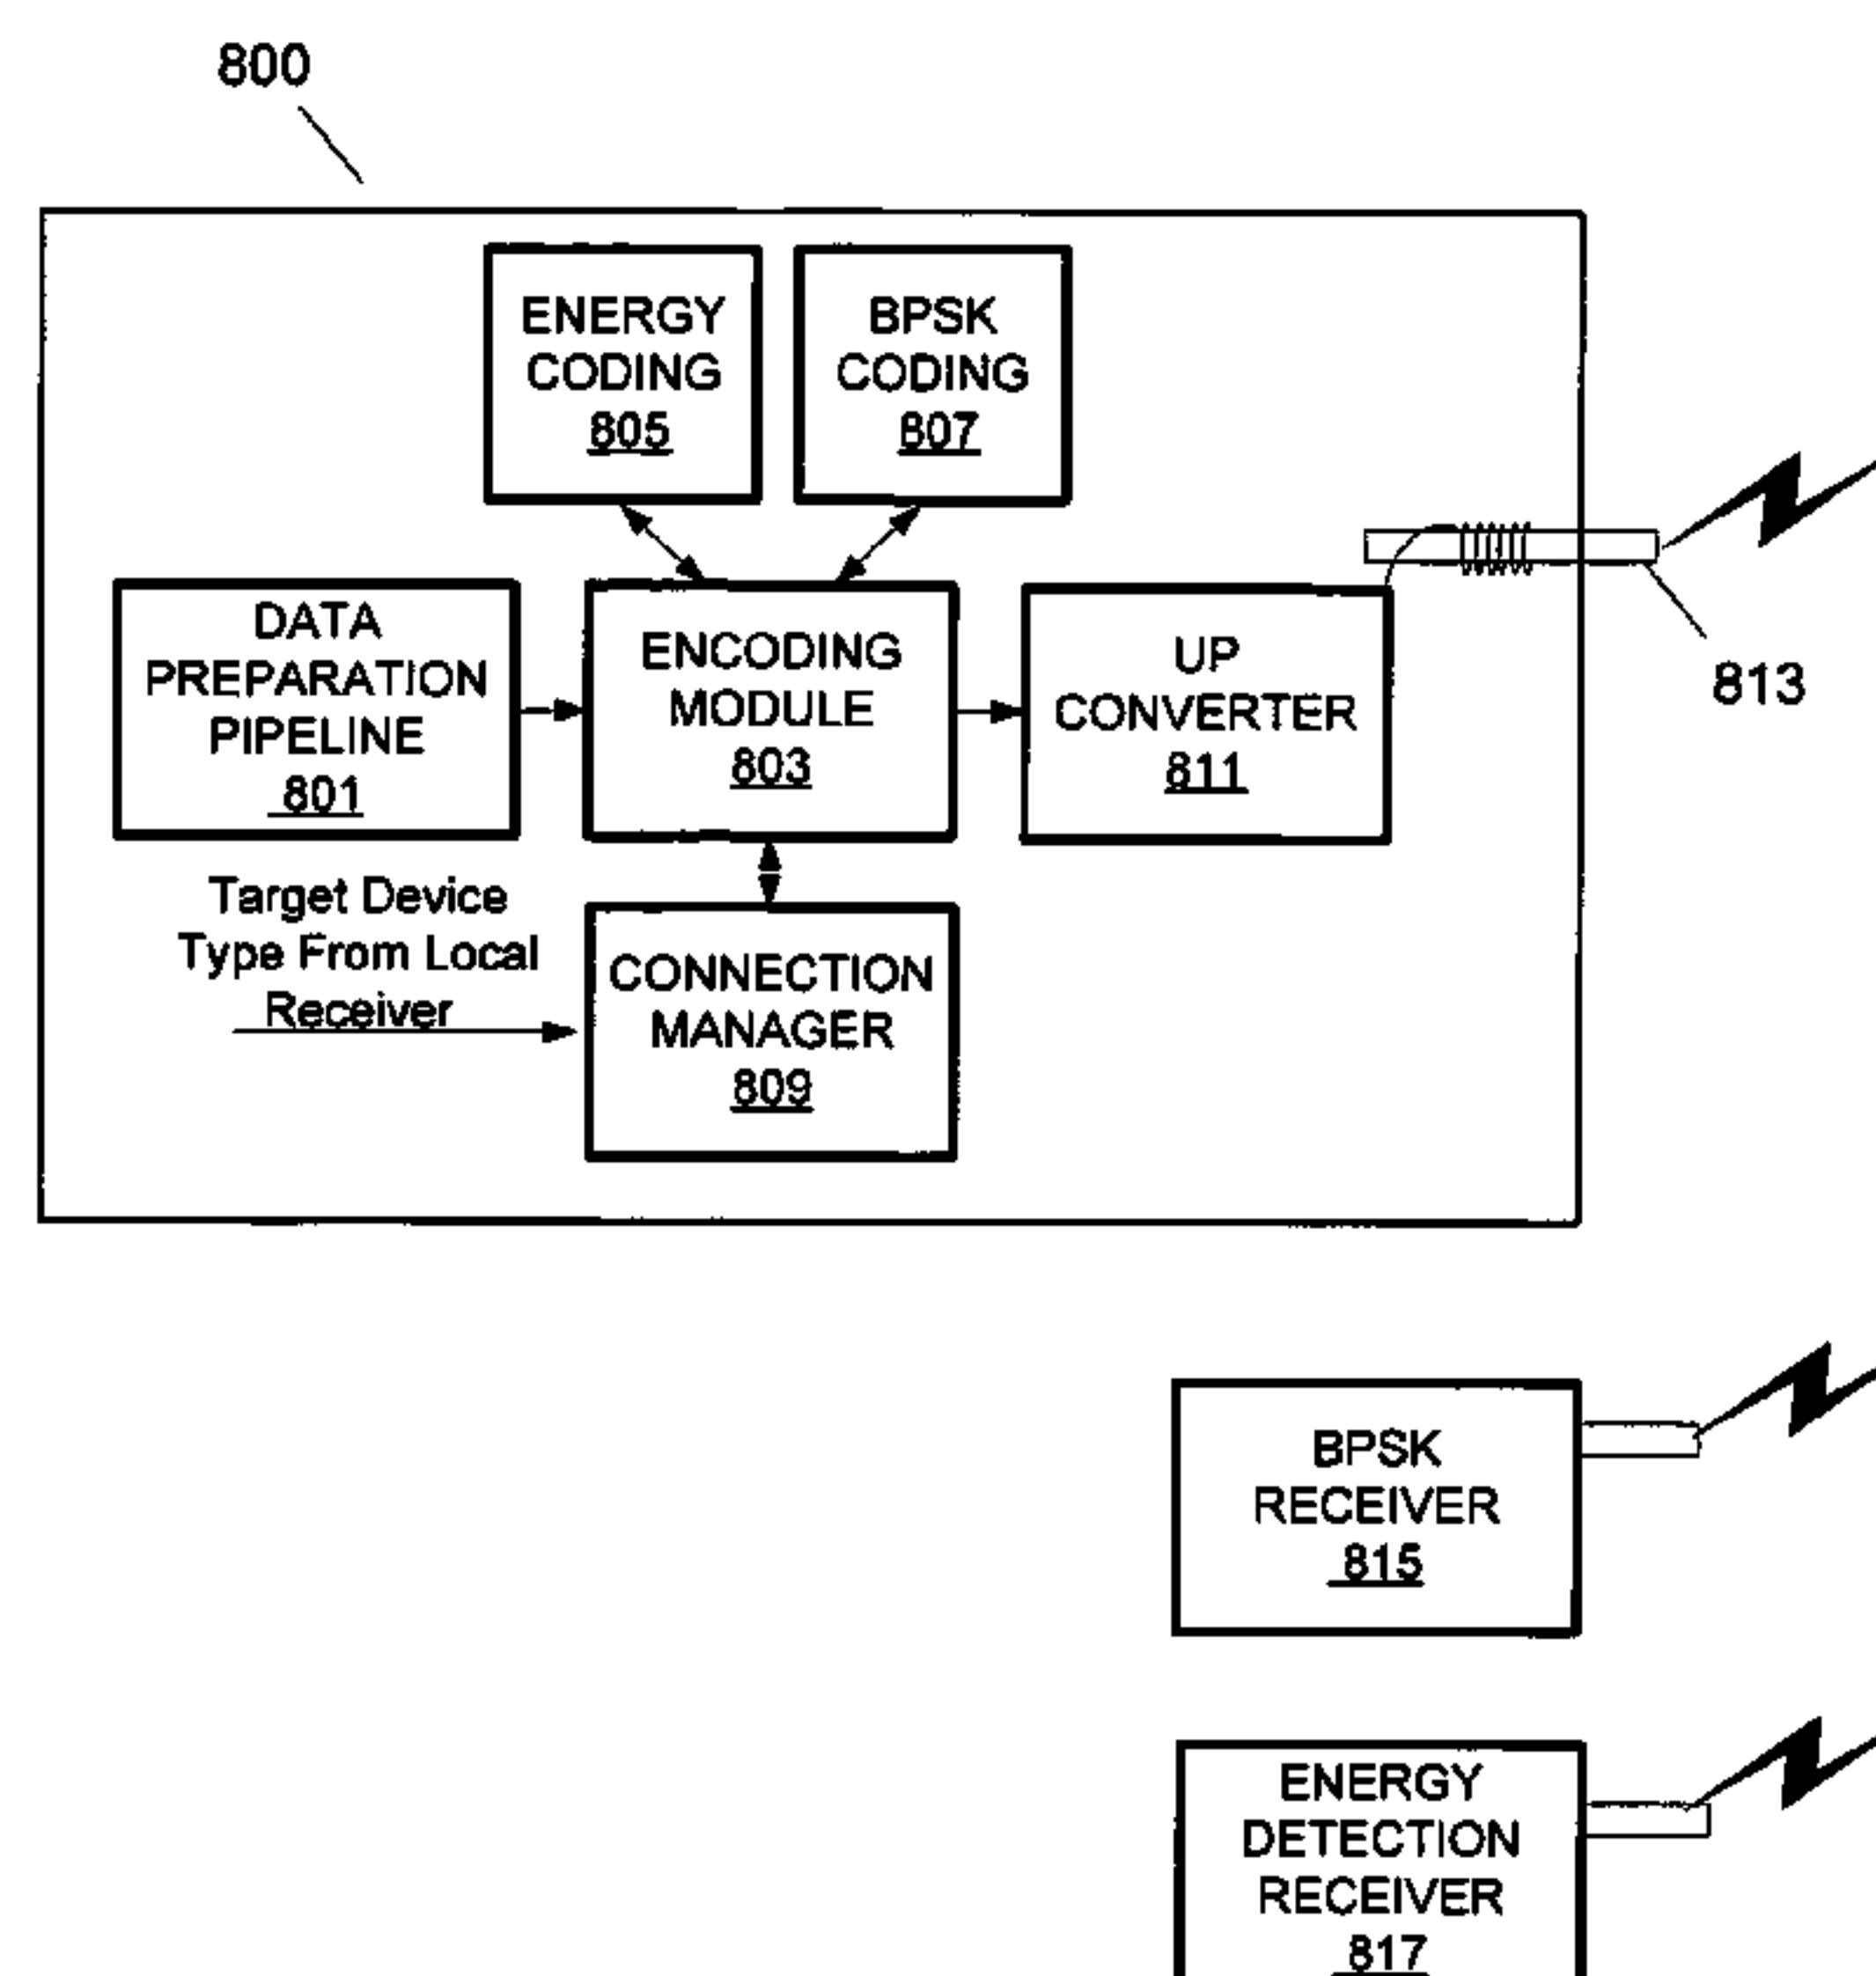 800
ENERGY
CODING
805
BPSK
CODING
807
DATA
PREPARATION
PIPELINE
801
ENCODING
MODULE
803
UP
CONVERTER
811
813
Target Device
Type From Local
Receiver
CONNECTION
MANAGER
809
BPSK
RECEIVER
815
ENERGY
DETECTION
RECEIVER
817